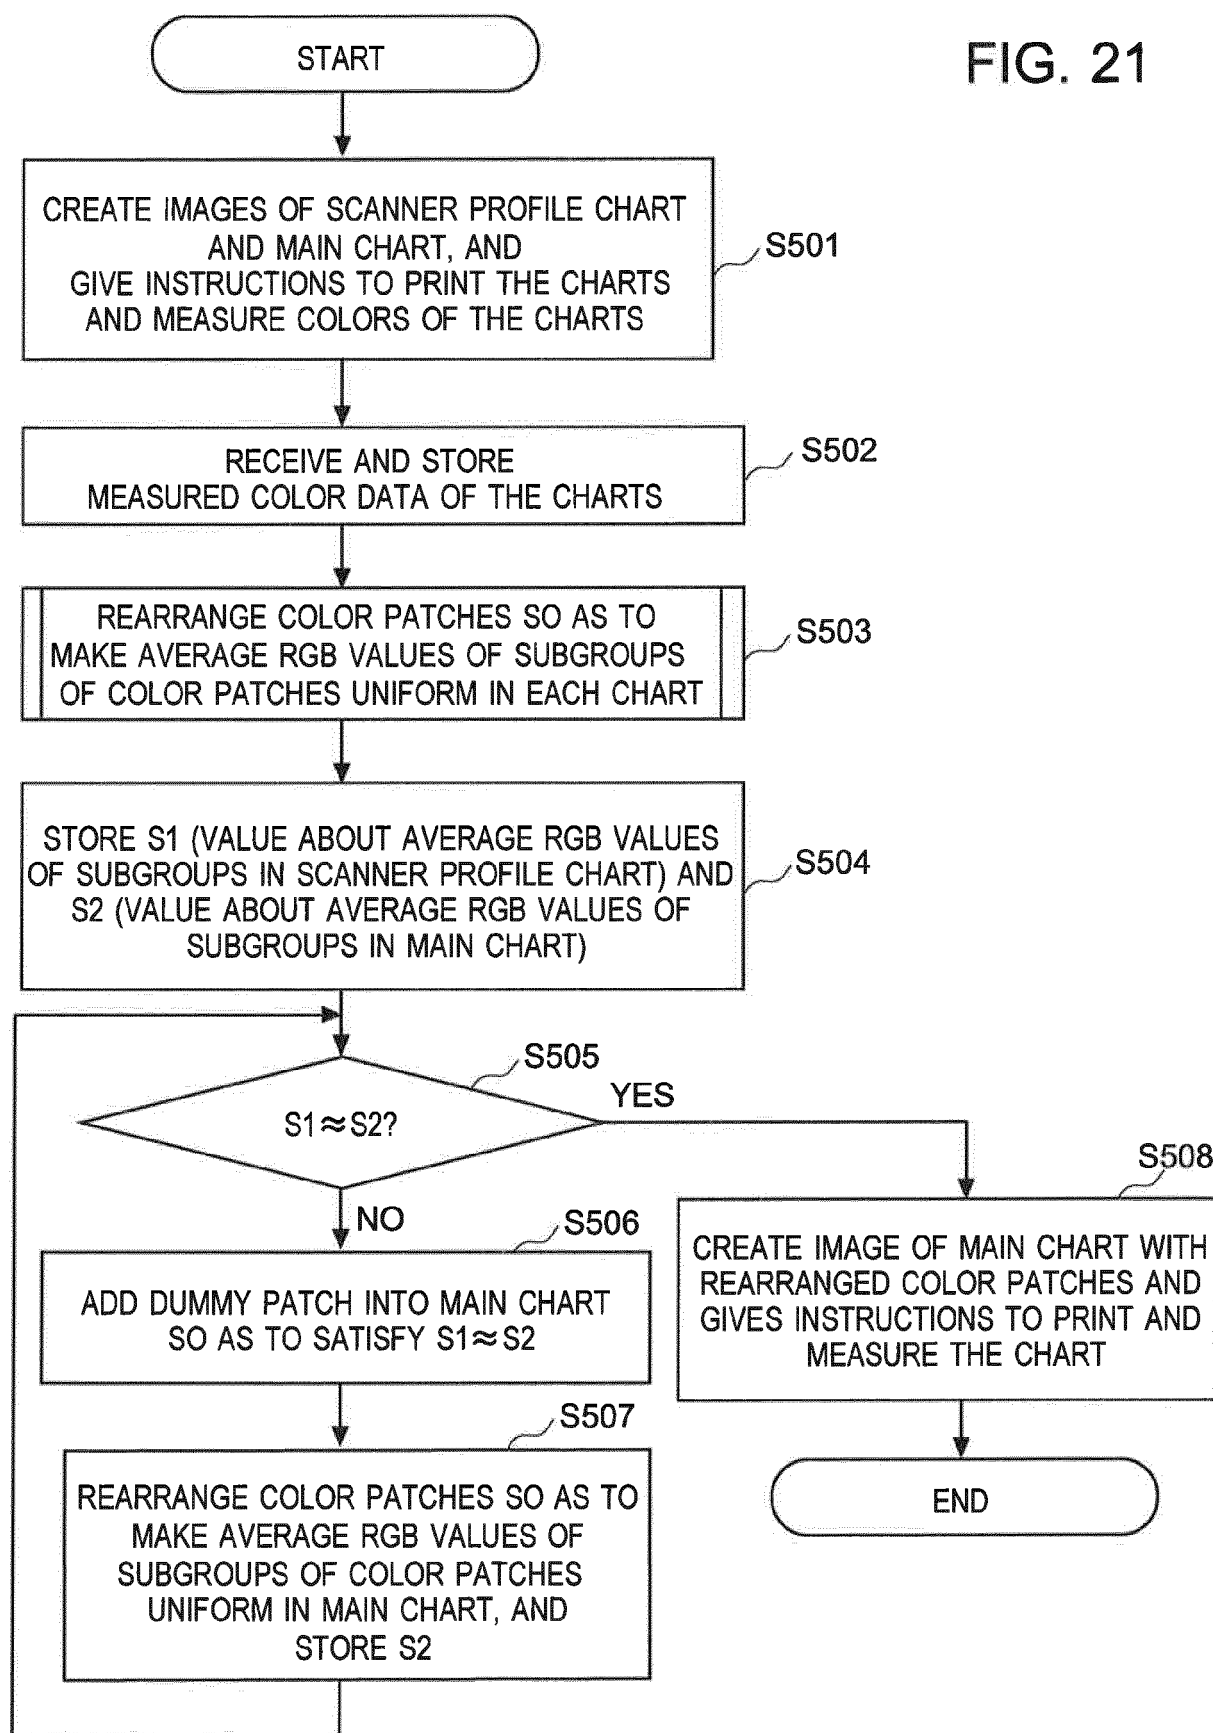 FIG. 21
START
CREATE IMAGES OF SCANNER PROFILE CHART
AND MAIN CHART, AND
GIVE INSTRUCTIONS TO PRINT THE CHARTS
AND MEASURE COLORS OF THE CHARTS
S501
RECEIVE AND STORE
MEASURED COLOR DATA OF THE CHARTS
S502
REARRANGE COLOR PATCHES SO AS TO
MAKE AVERAGE RGB VALUES OF SUBGROUPS
OF COLOR PATCHES UNIFORM IN EACH CHART
S503
STORE S1 (VALUE ABOUT AVERAGE RGB VALUES
OF SUBGROUPS IN SCANNER PROFILE CHART) AND
S2 (VALUE ABOUT AVERAGE RGB VALUES OF
SUBGROUPS IN MAIN CHART)
S504
S505
S1≈S2?
YES
NO
S506
ADD DUMMY PATCH INTO MAIN CHART
SO AS TO SATISFY S1≈S2
S507
REARRANGE COLOR PATCHES SO AS TO
MAKE AVERAGE RGB VALUES OF
SUBGROUPS OF COLOR PATCHES
UNIFORM IN MAIN CHART, AND
STORE S2
S508
CREATE IMAGE OF MAIN CHART WITH
REARRANGED COLOR PATCHES AND
GIVES INSTRUCTIONS TO PRINT AND
MEASURE THE CHART
END